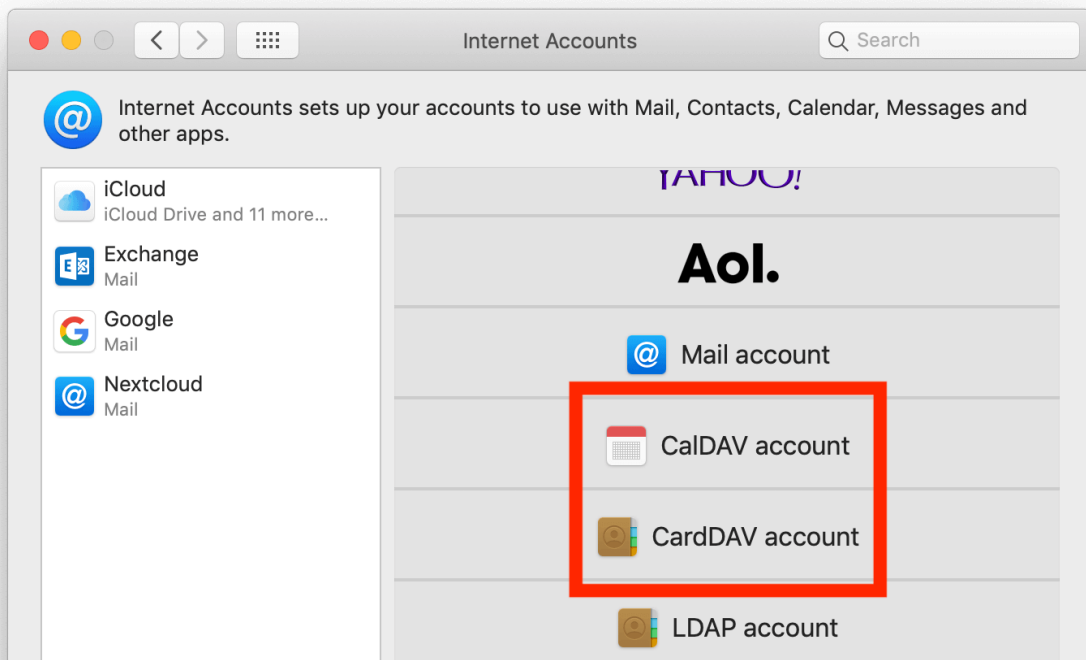 Internet Accounts
Search
Internet Accounts sets up your accounts to use with Mail, Contacts, Calendar, Messages and
other apps.
iCloud
iCloud Drive and 11 more...
Exchange
Mail
Google
Mail
Nextcloud
Mail
YAHOO!
Aol.
Mail account
CalDAV account
CardDAV account
LDAP account